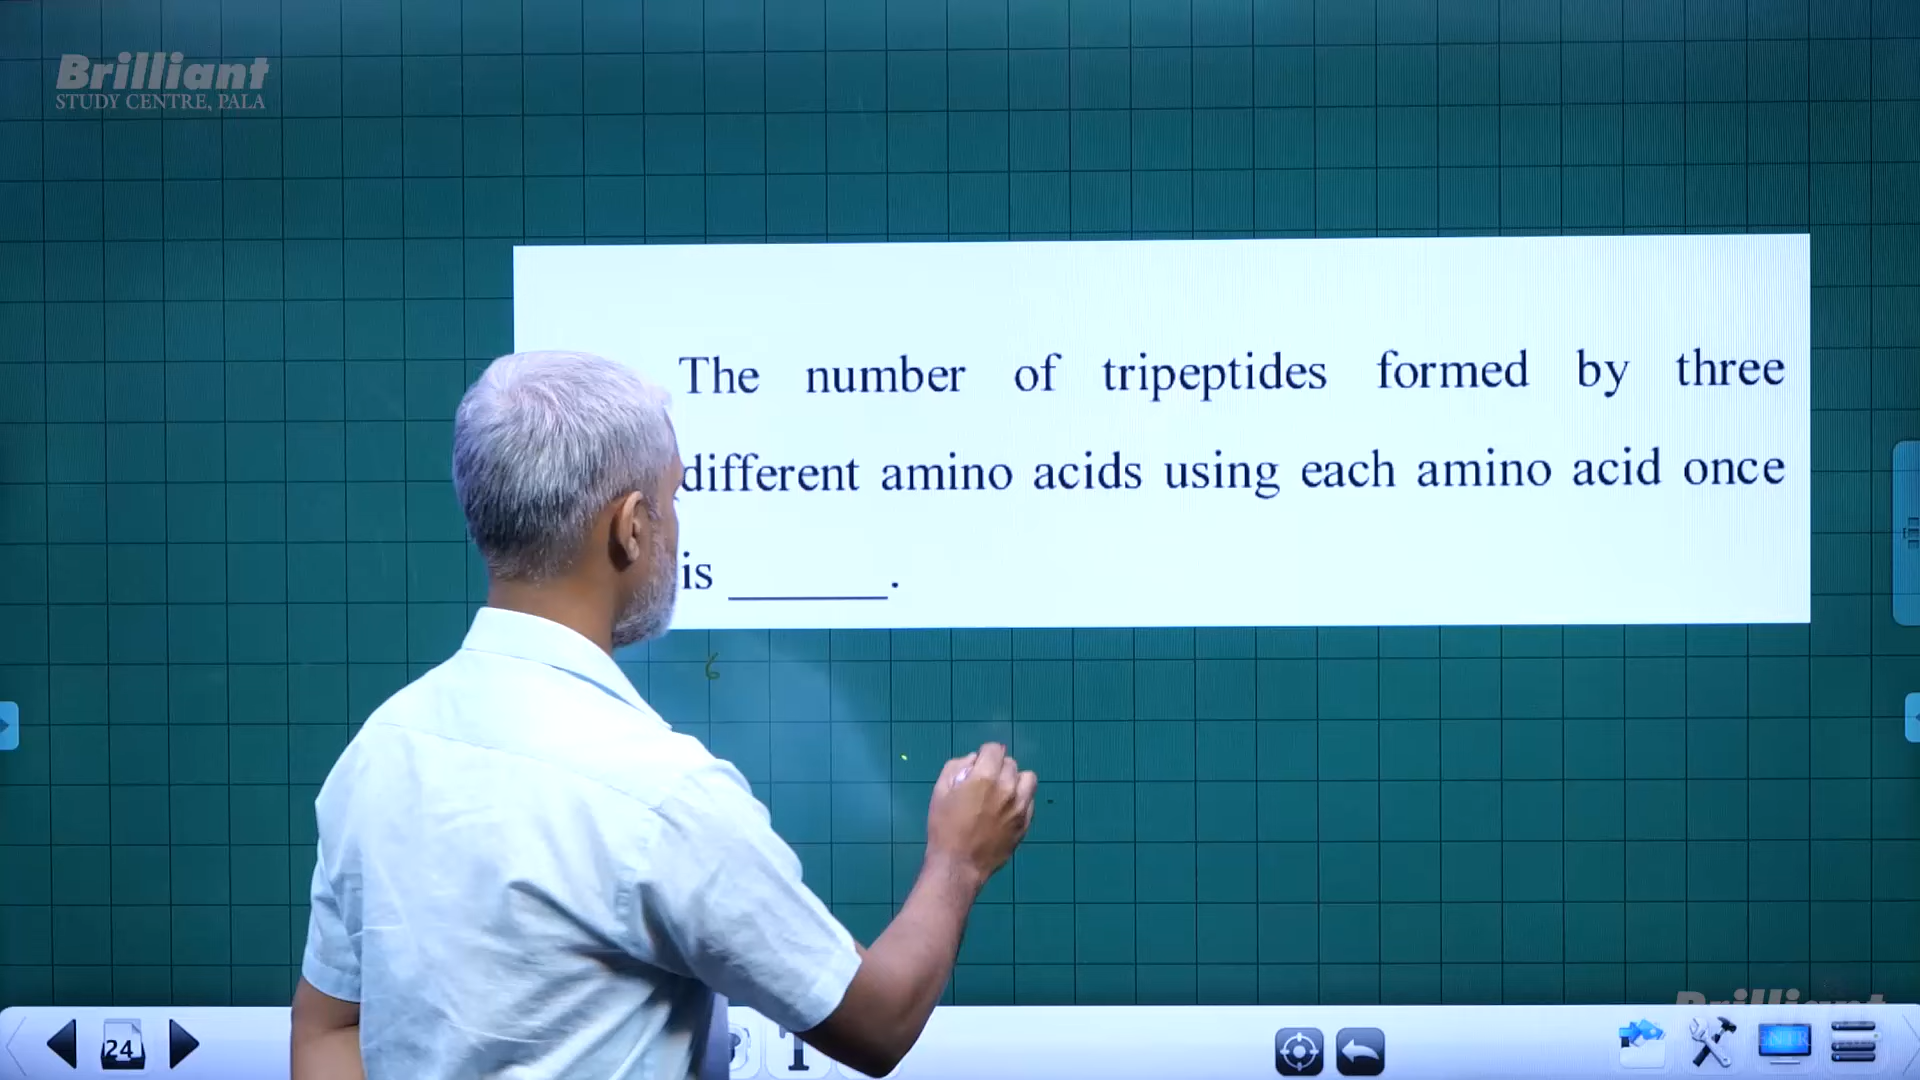 Brilliant
STUDY CENTRE, PALA
The number of tripeptides formed by three
different amino acids using each amino acid once
is ______.
6
24
T
Brilliant